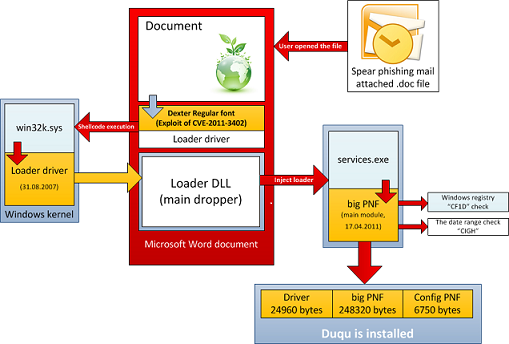 Document
User opened the file
Spear phishing mail
attached .doc file
win32k.sys
Shellcode execution
Dexter Regular font
(Exploit of CVE-2011-3402)
Loader driver
Loader driver
(31.08.2007)
Windows kernel
Loader DLL
(main dropper)
Inject loader
Microsoft Word document
services.exe
big PNF
(main module,
17.04.2011)
Windows registry
"CF1D" check
The date range check
"CIGH"
Driver
24960 bytes
big PNF
248320 bytes
Config PNF
6750 bytes
Duqu is installed